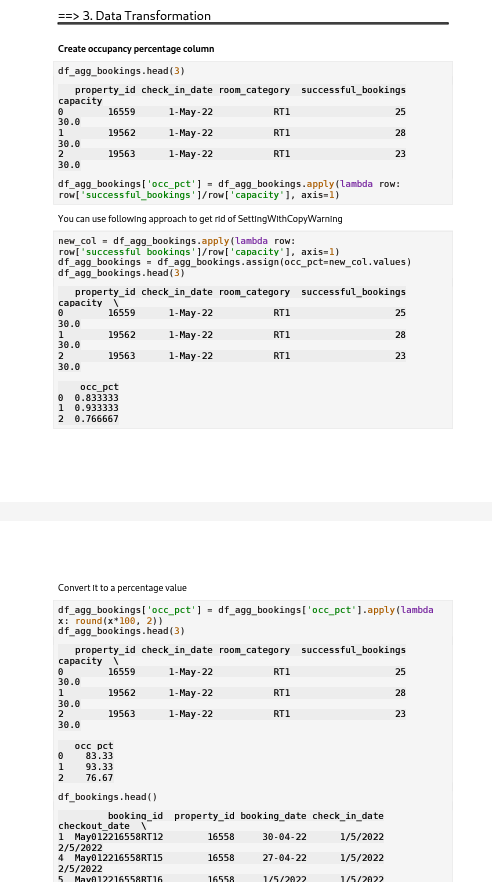 ==> 3. Data Transformation
Create occupancy percentage column
df_agg_bookings.head(3)
property_id check_in_date room_category  successful_bookings
capacity
0        16559      1-May-22           RT1                   25
30.0
1        19562      1-May-22           RT1                   28
30.0
2        19563      1-May-22           RT1                   23
30.0
df_agg_bookings['occ_pct'] = df_agg_bookings.apply(lambda row:
row['successful_bookings']/row['capacity'], axis=1)
You can use following approach to get rid of SettingWithCopyWarning
new_col = df_agg_bookings.apply(lambda row:
row['successful bookings']/row['capacity'], axis=1)
df_agg_bookings = df_agg_bookings.assign(occ_pct=new_col.values)
df_agg_bookings.head(3)
property_id check_in_date room_category  successful_bookings
capacity  \
0        16559      1-May-22           RT1                   25
30.0
1        19562      1-May-22           RT1                   28
30.0
2        19563      1-May-22           RT1                   23
30.0
occ_pct
0  0.833333
1  0.933333
2  0.766667
Convert it to a percentage value
df_agg_bookings['occ_pct'] = df_agg_bookings['occ_pct'].apply(lambda
x: round(x*100, 2))
df_agg_bookings.head(3)
property_id check_in_date room_category  successful_bookings
capacity  \
0        16559      1-May-22           RT1                   25
30.0
1        19562      1-May-22           RT1                   28
30.0
2        19563      1-May-22           RT1                   23
30.0
occ pct
0    83.33
1    93.33
2    76.67
df_bookings.head()
booking_id  property_id booking_date check_in_date
checkout_date  \
1  May012216558RT12        16558     30-04-22      1/5/2022
2/5/2022
4  May012216558RT15        16558     27-04-22      1/5/2022
2/5/2022
5  May012216558RT16        16558     1/5/2022      1/5/2022